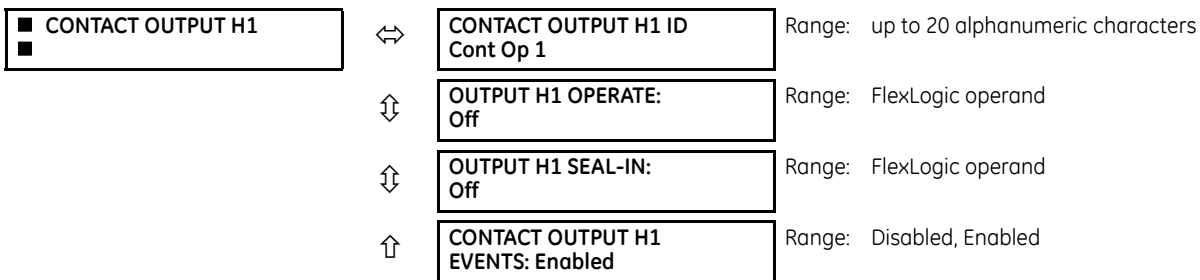 ■ CONTACT OUTPUT H1
■
⬄ CONTACT OUTPUT H1 ID
Cont Op 1
Range: up to 20 alphanumeric characters
⇳ OUTPUT H1 OPERATE:
Off
Range: FlexLogic operand
⇳ OUTPUT H1 SEAL-IN:
Off
Range: FlexLogic operand
⇧ CONTACT OUTPUT H1
EVENTS: Enabled
Range: Disabled, Enabled